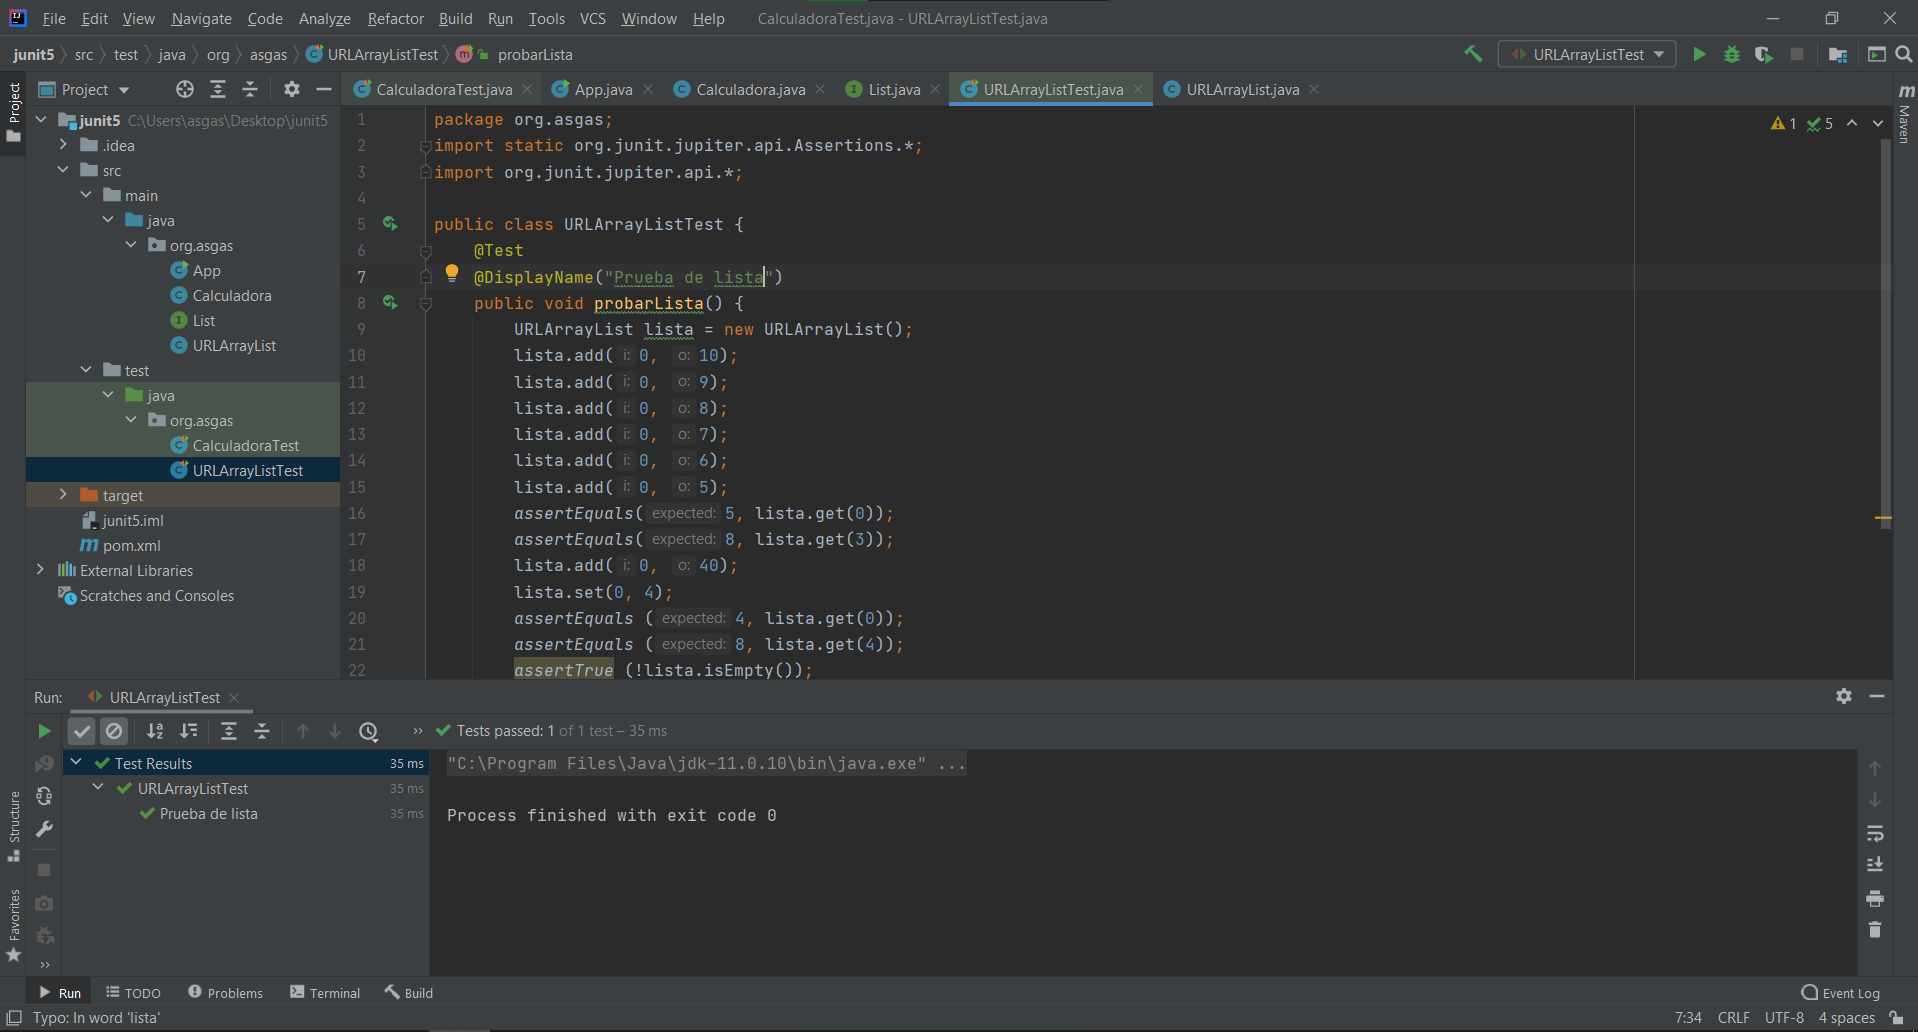 File Edit View Navigate Code Analyze Refactor Build Run Tools VCS Window Help CalculadoraTest.java - URLArrayListTest.java
junit5 src test java org asgas URLArrayListTest probarLista URLArrayListTest
Project
Project
CalculadoraTest.java App.java Calculadora.java List.java URLArrayListTest.java URLArrayList.java
Maven
junit5 C:\Users\asgas\Desktop\junit5
.idea
src
main
java
org.asgas
App
Calculadora
List
URLArrayList
test
java
org.asgas
CalculadoraTest
URLArrayListTest
target
junit5.iml
pom.xml
External Libraries
Scratches and Consoles
1 5
1 package org.asgas;
2 import static org.junit.jupiter.api.Assertions.*;
3 import org.junit.jupiter.api.*;
4
5 public class URLArrayListTest {
6 @Test
7 @DisplayName("Prueba de lista")
8 public void probarLista() {
9 URLArrayList lista = new URLArrayList();
10 lista.add( i: 0, o: 10);
11 lista.add( i: 0, o: 9);
12 lista.add( i: 0, o: 8);
13 lista.add( i: 0, o: 7);
14 lista.add( i: 0, o: 6);
15 lista.add( i: 0, o: 5);
16 assertEquals( expected: 5, lista.get(0));
17 assertEquals( expected: 8, lista.get(3));
18 lista.add( i: 0, o: 40);
19 lista.set(0, 4);
20 assertEquals ( expected: 4, lista.get(0));
21 assertEquals ( expected: 8, lista.get(4));
22 assertTrue (!lista.isEmpty());
Run: URLArrayListTest
Tests passed: 1 of 1 test – 35 ms
Test Results 35 ms
URLArrayListTest 35 ms
Prueba de lista 35 ms
"C:\Program Files\Java\jdk-11.0.10\bin\java.exe" ...
Process finished with exit code 0
Structure
Favorites
Run TODO Problems Terminal Build Event Log
Typo: In word 'lista' 7:34 CRLF UTF-8 4 spaces